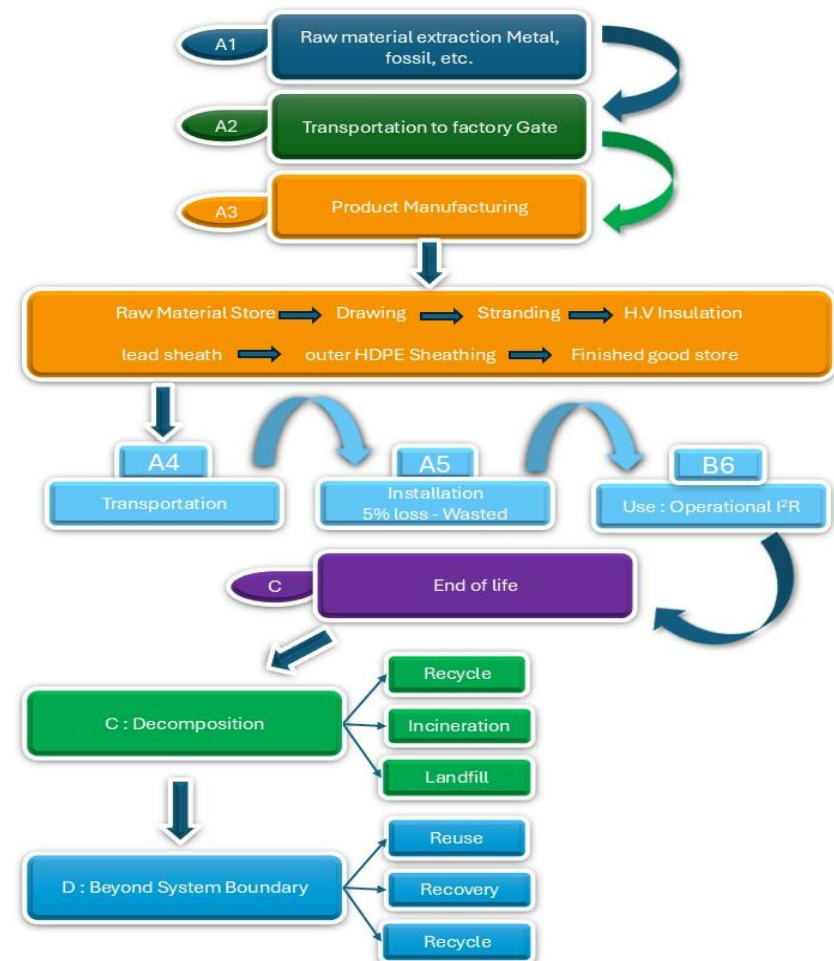 A1
Raw material extraction Metal,
fossil, etc.
A2
Transportation to factory Gate
A3
Product Manufacturing
Raw Material Store Drawing Stranding H.V Insulation
lead sheath outer HDPE Sheathing Finished good store
A4
Transportation
A5
Installation
5% loss - Wasted
B6
Use : Operational I²R
C
End of life
C : Decomposition
Recycle
Incineration
Landfill
D : Beyond System Boundary
Reuse
Recovery
Recycle